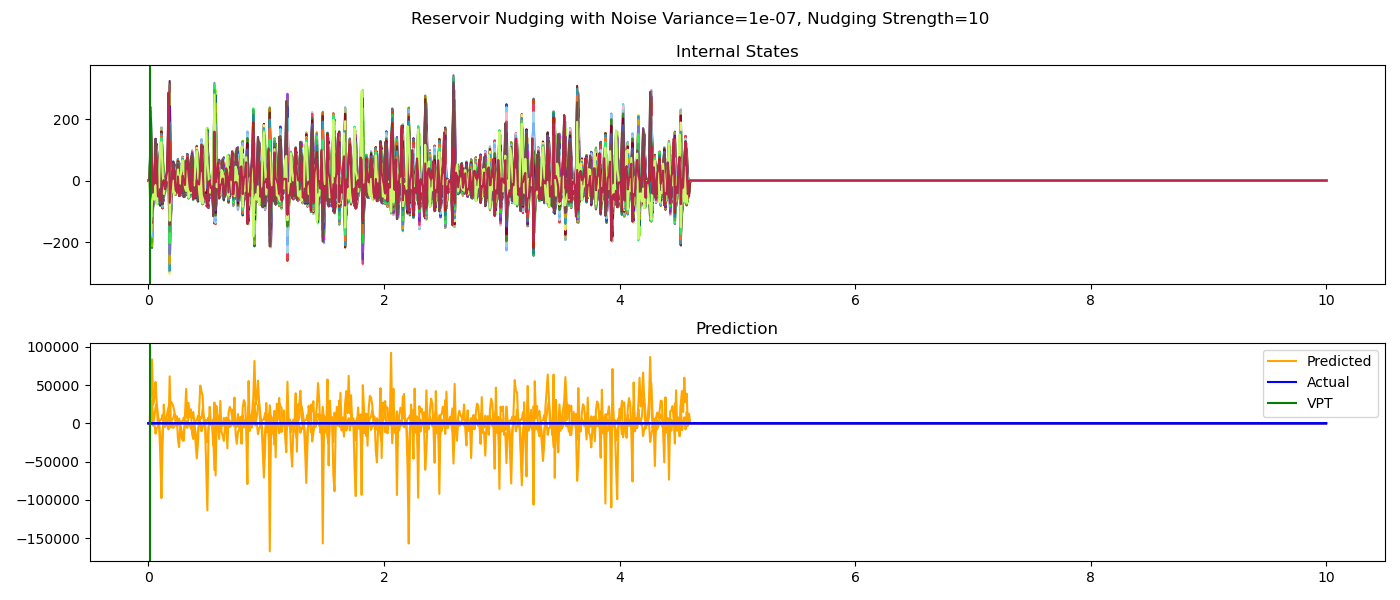 Reservoir Nudging with Noise Variance=1e-07, Nudging Strength=10
Internal States
200
0
−200
0 2 4 6 8 10
Prediction
100000
50000
0
−50000
−100000
−150000
Predicted
Actual
VPT
0 2 4 6 8 10